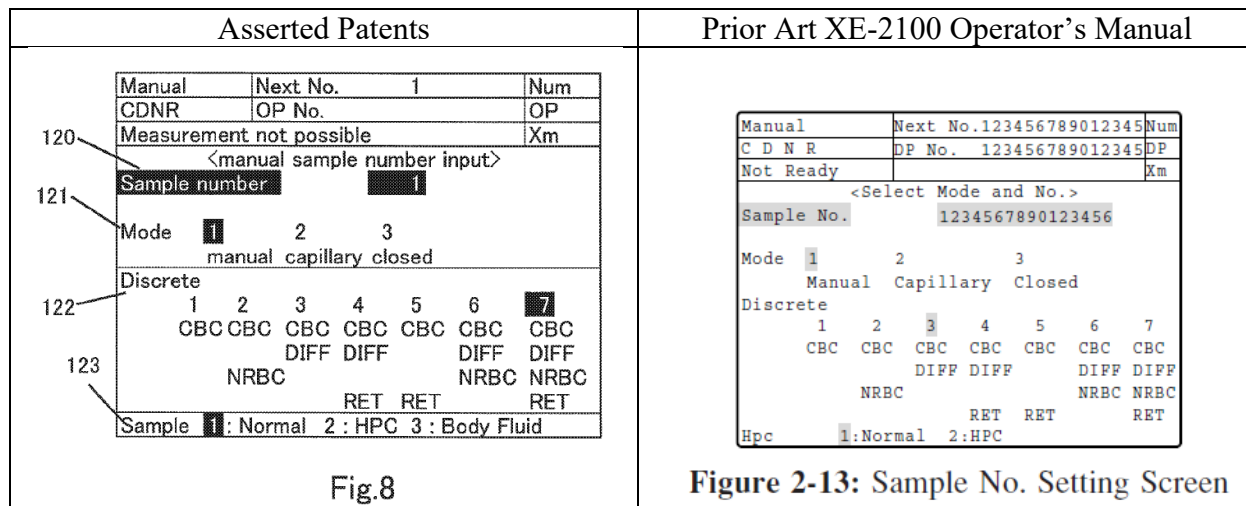 Asserted Patents
Prior Art XE-2100 Operator's Manual
Manual Next No. 1 Num
CDNR OP No. OP
Measurement not possible Xm
<manual sample number input>
120
Sample number 1
121
Mode 1 2 3
manual capillary closed
Discrete
122
1 2 3 4 5 6 7
CBC CBC CBC CBC CBC CBC CBC
DIFF DIFF DIFF DIFF
NRBC NRBC NRBC
RET RET RET
123
Sample 1: Normal 2 : HPC 3 : Body Fluid
Fig.8
Manual Next No.123456789012345 Num
C D N R DP No. 123456789012345 DP
Not Ready Xm
<Select Mode and No.>
Sample No. 1234567890123456
Mode 1 2 3
Manual Capillary Closed
Discrete
1 2 3 4 5 6 7
CBC CBC CBC CBC CBC CBC CBC
DIFF DIFF DIFF DIFF
NRBC NRBC NRBC
RET RET RET
Hpc 1:Normal 2:HPC
Figure 2-13: Sample No. Setting Screen